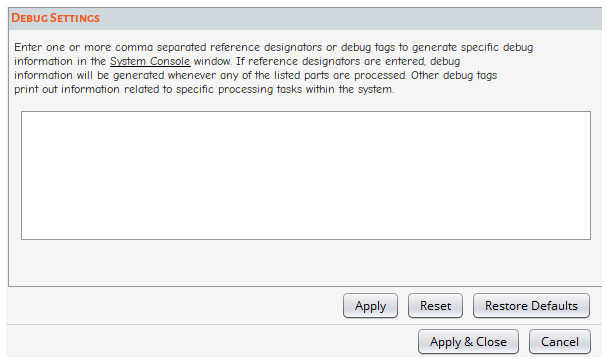 Debug Settings
Enter one or more comma separated reference designators or debug tags to generate specific debug
information in the System Console window. If reference designators are entered, debug
information will be generated whenever any of the listed parts are processed. Other debug tags
print out information related to specific processing tasks within the system.
Apply Reset Restore Defaults
Apply & Close Cancel